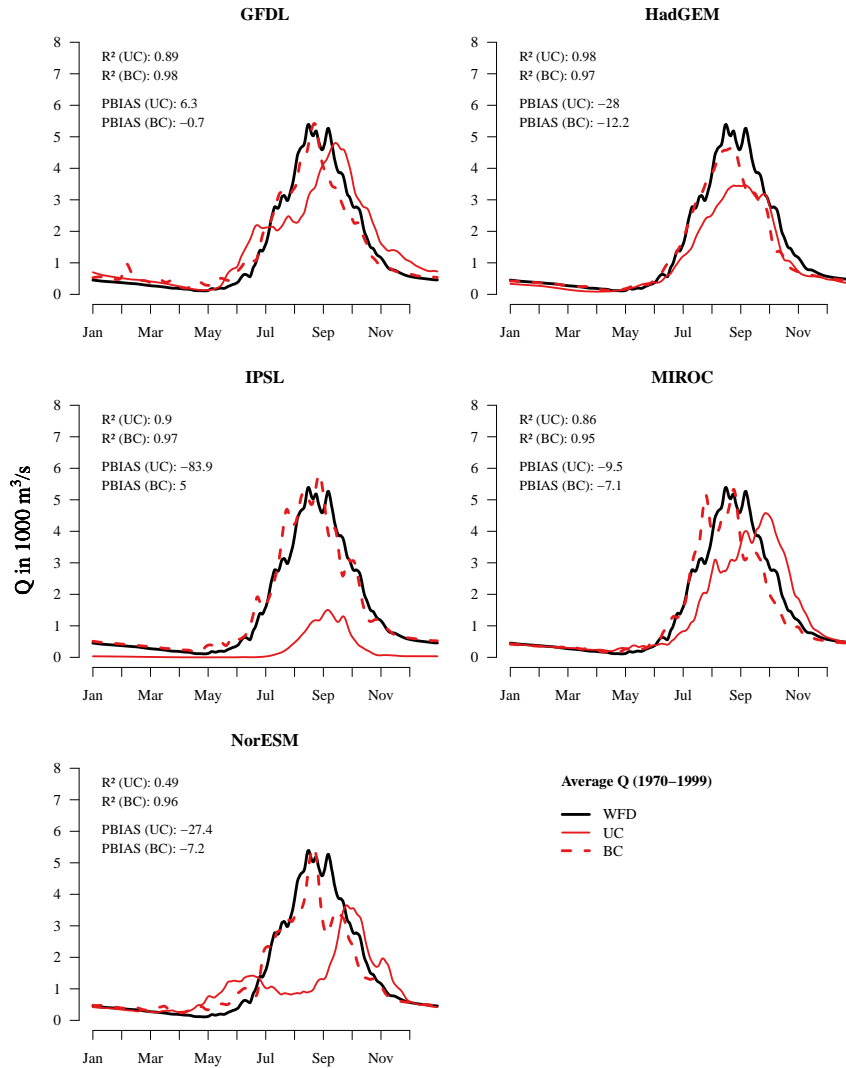 GFDL
R² (UC): 0.89
R² (BC): 0.98
PBIAS (UC): 6.3
PBIAS (BC): −0.7
8
7
6
5
4
3
2
1
0
Jan Mar May Jul Sep Nov
HadGEM
R² (UC): 0.98
R² (BC): 0.97
PBIAS (UC): −28
PBIAS (BC): −12.2
8
7
6
5
4
3
2
1
0
Jan Mar May Jul Sep Nov
Q in 1000 m³/s
IPSL
R² (UC): 0.9
R² (BC): 0.97
PBIAS (UC): −83.9
PBIAS (BC): 5
8
7
6
5
4
3
2
1
0
Jan Mar May Jul Sep Nov
MIROC
R² (UC): 0.86
R² (BC): 0.95
PBIAS (UC): −9.5
PBIAS (BC): −7.1
8
7
6
5
4
3
2
1
0
Jan Mar May Jul Sep Nov
NorESM
R² (UC): 0.49
R² (BC): 0.96
PBIAS (UC): −27.4
PBIAS (BC): −7.2
8
7
6
5
4
3
2
1
0
Jan Mar May Jul Sep Nov
Average Q (1970−1999)
WFD
UC
BC